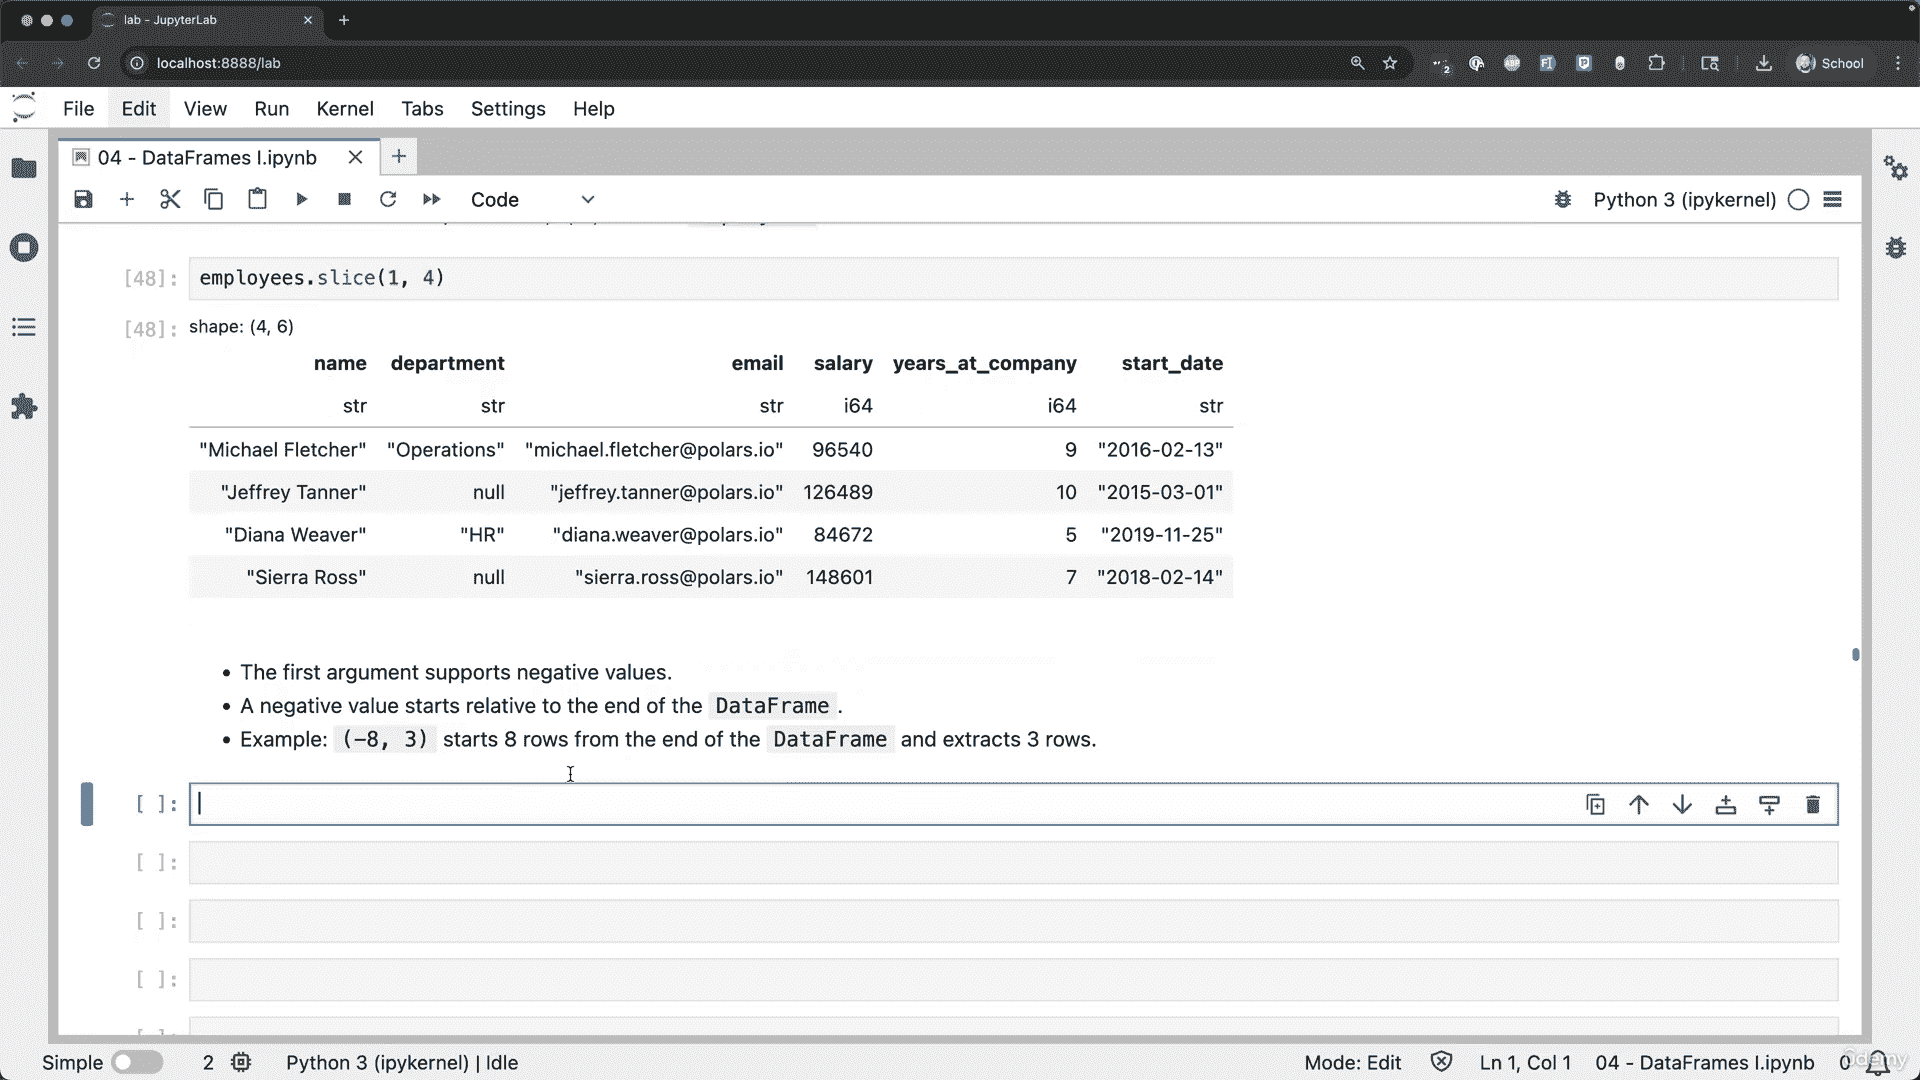 lab - JupyterLab
localhost:8888/lab
2
School
File Edit View Run Kernel Tabs Settings Help
04 - DataFrames I.ipynb
Code
Python 3 (ipykernel)
[48]: employees.slice(1, 4)
[48]: shape: (4, 6)
name department email salary years_at_company start_date
str str str i64 i64 str
"Michael Fletcher" "Operations" "michael.fletcher@polars.io" 96540 9 "2016-02-13"
"Jeffrey Tanner" null "jeffrey.tanner@polars.io" 126489 10 "2015-03-01"
"Diana Weaver" "HR" "diana.weaver@polars.io" 84672 5 "2019-11-25"
"Sierra Ross" null "sierra.ross@polars.io" 148601 7 "2018-02-14"
• The first argument supports negative values.
• A negative value starts relative to the end of the DataFrame.
• Example: (-8, 3) starts 8 rows from the end of the DataFrame and extracts 3 rows.
[ ]:
[ ]:
[ ]:
[ ]:
Simple 2 Python 3 (ipykernel) | Idle Mode: Edit Ln 1, Col 1 04 - DataFrames I.ipynb 0